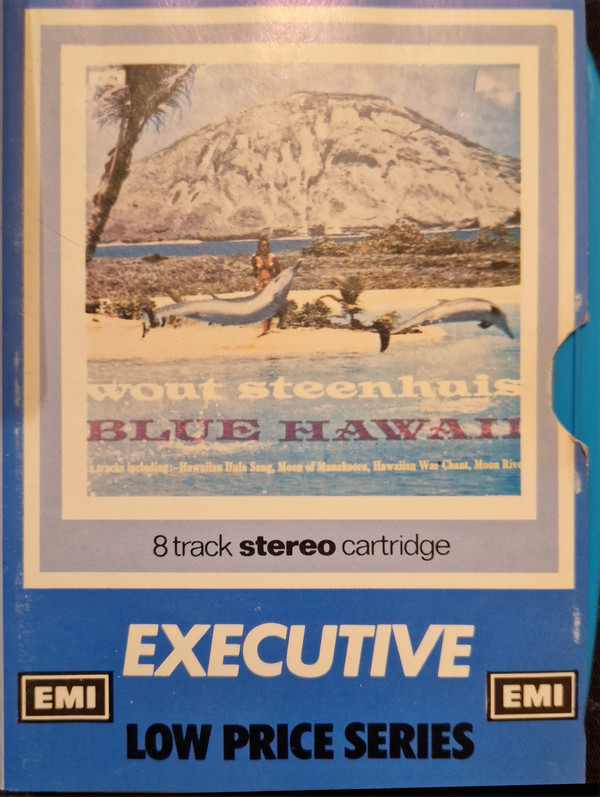 wout steenhuis
BLUE HAWAII
tracks including:-Hawaiian Hula Song, Moon of Manakoora, Hawaiian War Chant, Moon Rive
8 track stereo cartridge
EXECUTIVE
EMI EMI
LOW PRICE SERIES